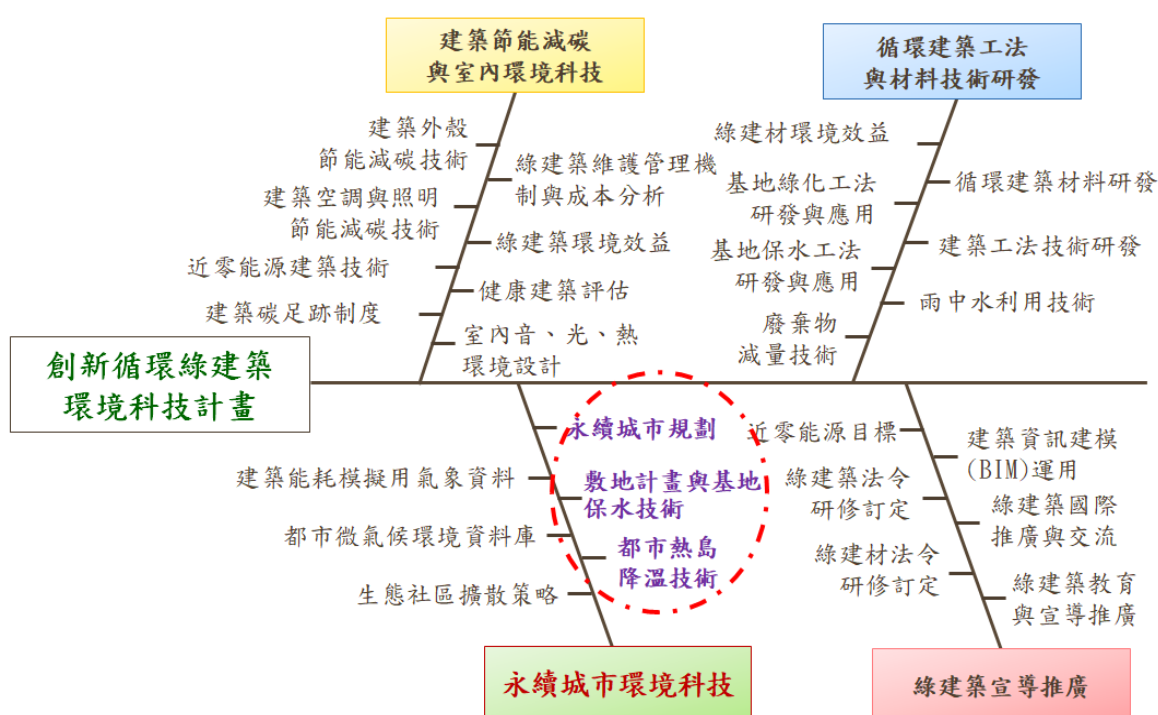 建築節能減碳
與室內環境科技
循環建築工法
與材料技術研發
建築外殼
節能減碳技術
建築空調與照明
節能減碳技術
近零能源建築技術
建築碳足跡制度
綠建築維護管理機
制與成本分析
綠建築環境效益
健康建築評估
室內音、光、熱
環境設計
綠建材環境效益
基地綠化工法
研發與應用
基地保水工法
研發與應用
廢棄物
減量技術
循環建築材料研發
建築工法技術研發
雨中水利用技術
創新循環綠建築
環境科技計畫
建築能耗模擬用氣象資料
都市微氣候環境資料庫
生態社區擴散策略
永續城市規劃
敷地計畫與基地
保水技術
都市熱島
降溫技術
近零能源目標
綠建築法令
研修訂定
綠建材法令
研修訂定
建築資訊建模
(BIM)運用
綠建築國際
推廣與交流
綠建築教育
與宣導推廣
永續城市環境科技
綠建築宣導推廣